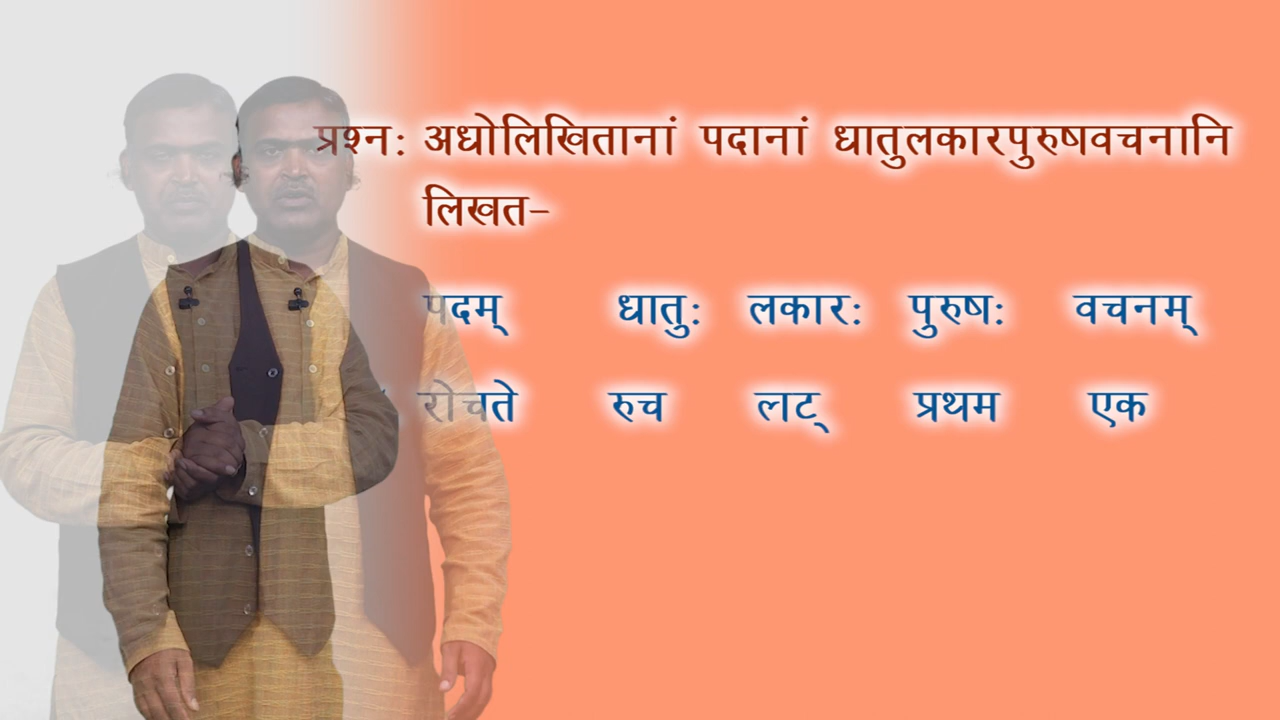 प्रश्न: अधोलिखितानां पदानां धातुलकारपुरुषवचनानि
लिखत-
पदम् धातु: लकार: पुरुष: वचनम्
रोचते रुच लट् प्रथम एक